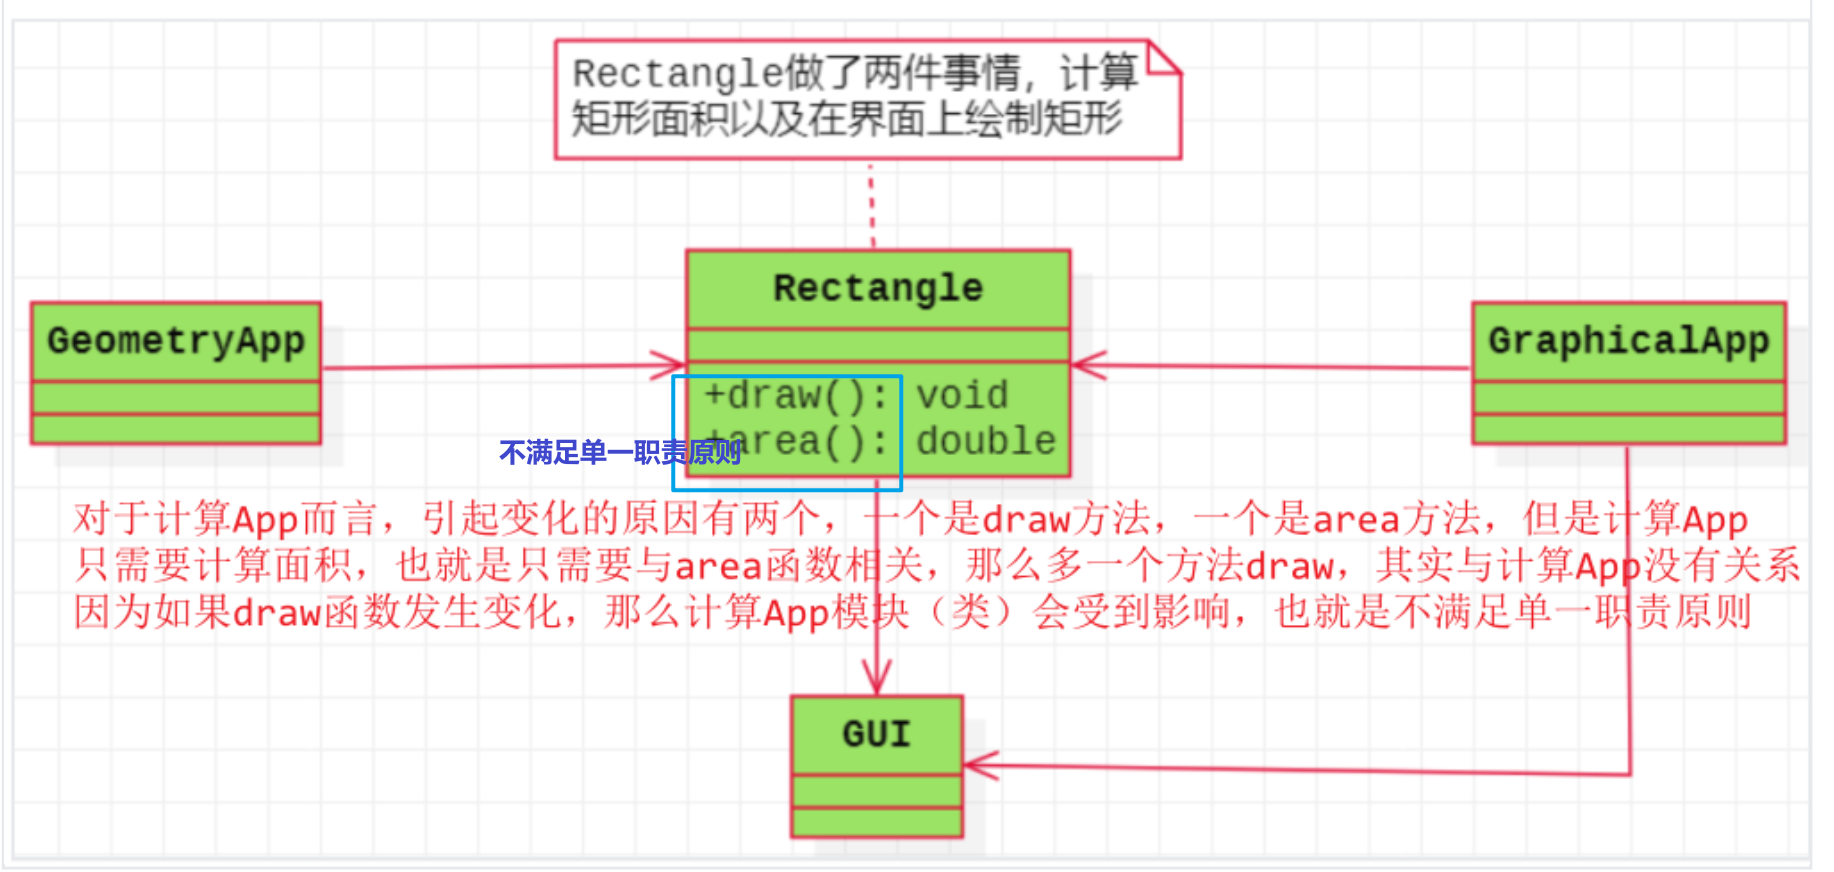 Rectangle做了两件事情，计算
矩形面积以及在界面上绘制矩形
Rectangle
GeometryApp
GraphicalApp
+draw(): void
+area(): double
不满足单一职责原则
对于计算App而言，引起变化的原因有两个，一个是draw方法，一个是area方法，但是计算App
只需要计算面积，也就是只需要与area函数相关，那么多一个方法draw，其实与计算App没有关系
因为如果draw函数发生变化，那么计算App模块（类）会受到影响，也就是不满足单一职责原则
GUI